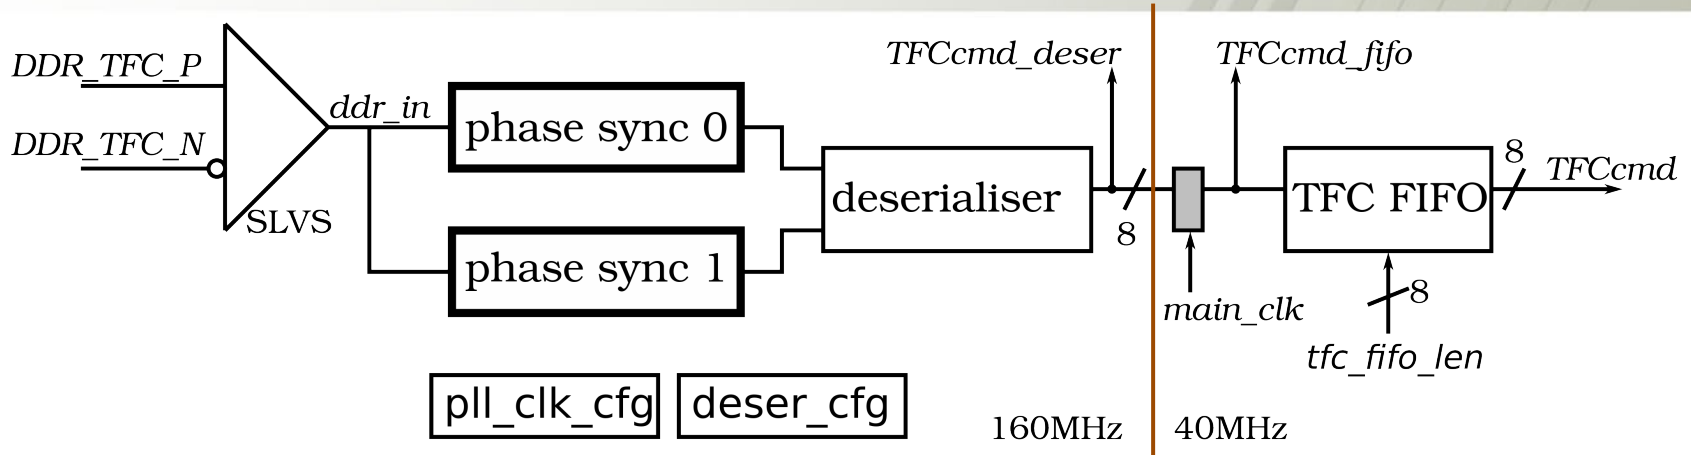 DDR_TFC_P
DDR_TFC_N
SLVS
ddr_in
phase sync 0
phase sync 1
deserialiser
TFCcmd_deser
8
TFCcmd_fifo
main_clk
TFC FIFO
8
TFCcmd
8
tfc_fifo_len
pll_clk_cfg
deser_cfg
160MHz
40MHz